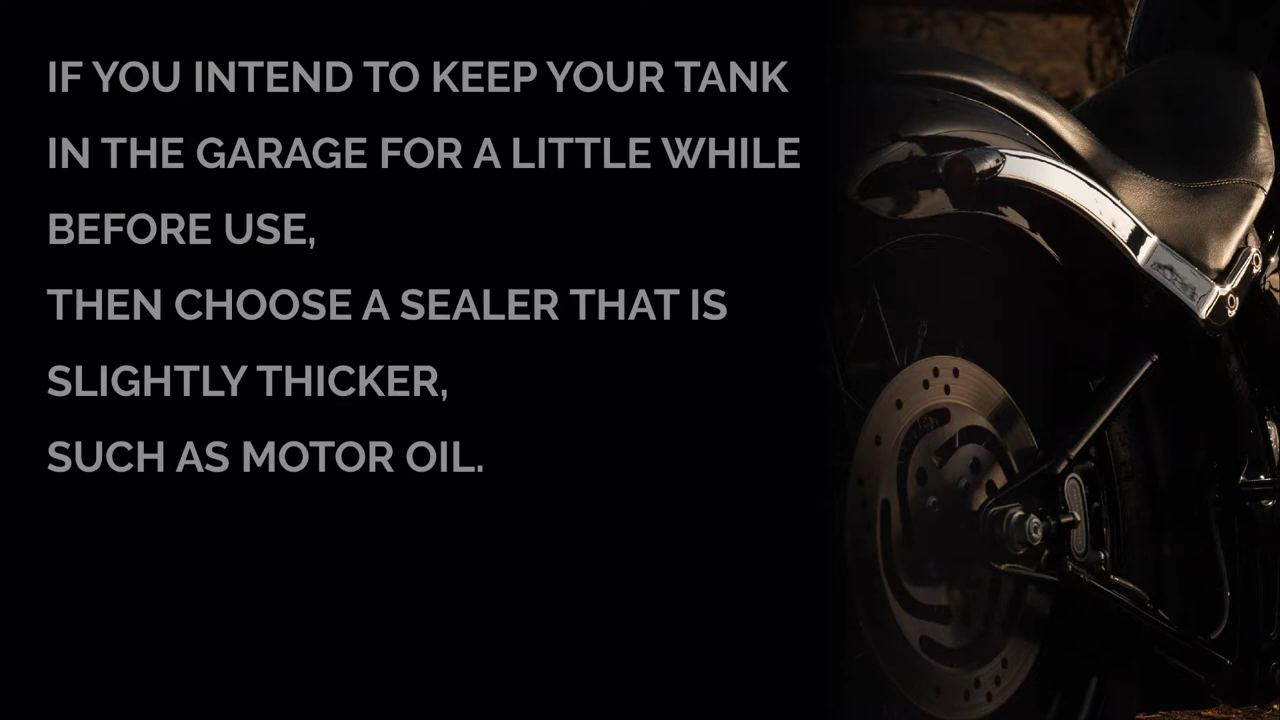 IF YOU INTEND TO KEEP YOUR TANK
IN THE GARAGE FOR A LITTLE WHILE
BEFORE USE,
THEN CHOOSE A SEALER THAT IS
SLIGHTLY THICKER,
SUCH AS MOTOR OIL.